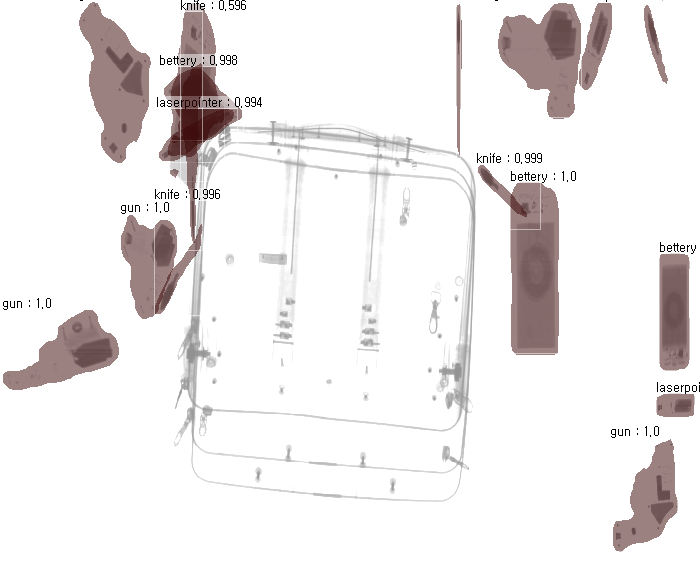 knife : 0,596
bettery : 0,998
laserpointer : 0,994
knife : 0,999
bettery : 1,0
knife : 0,996
gun : 1,0
bettery
gun : 1,0
laserpoi
gun : 1,0